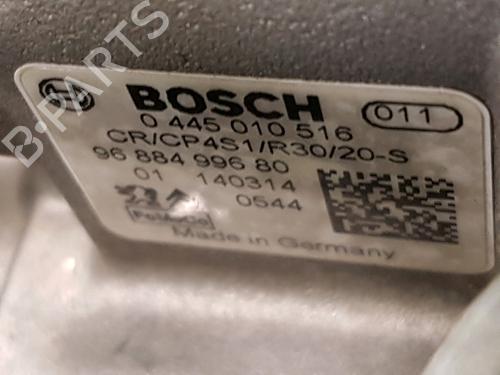 B-PARTS
BOSCH 011
0 445 010 516
CR/CP4S1/R30/20-S
96 884 996 80
01 140314
0544
FoMoCo
Made in Germany